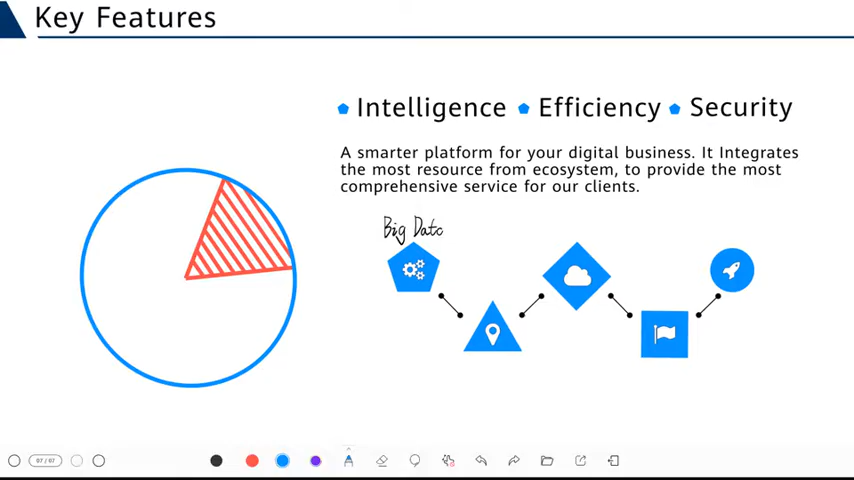 Key Features
Intelligence Efficiency Security
A smarter platform for your digital business. It Integrates
the most resource from ecosystem, to provide the most
comprehensive service for our clients.
Big Datc
07 / 07